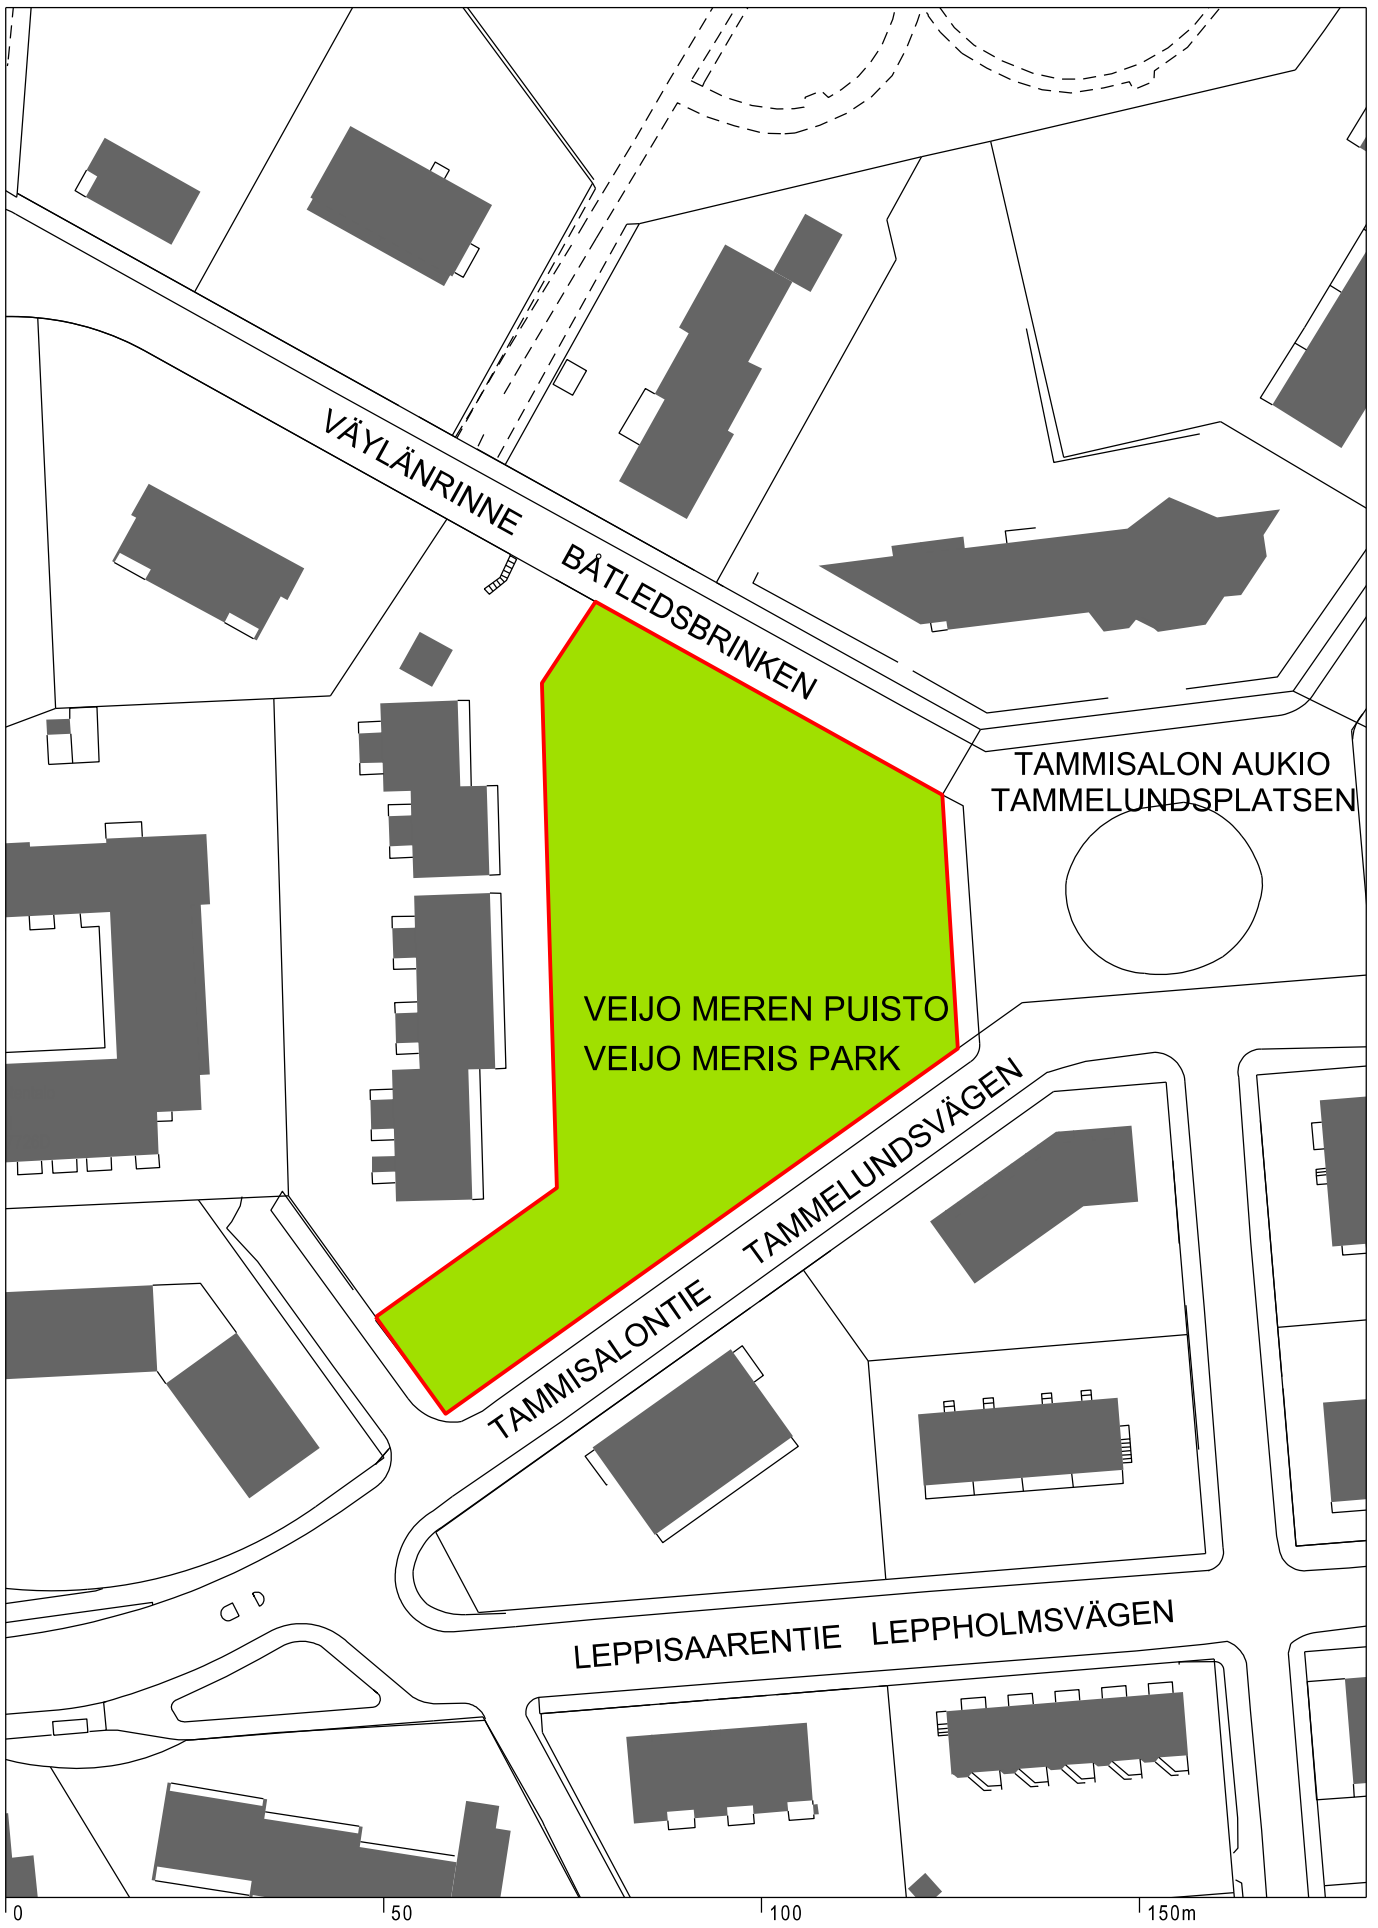 VÄYLÄNRINNE BÅTLEDSBRINKEN
TAMMISALON AUKIO
TAMMELUNDSPLATSEN
VEIJO MEREN PUISTO
VEIJO MERIS PARK
TAMMISALONTIE TAMMELUNDSVÄGEN
LEPPISAARENTIE LEPPHOLMSVÄGEN
0 50 100 150m